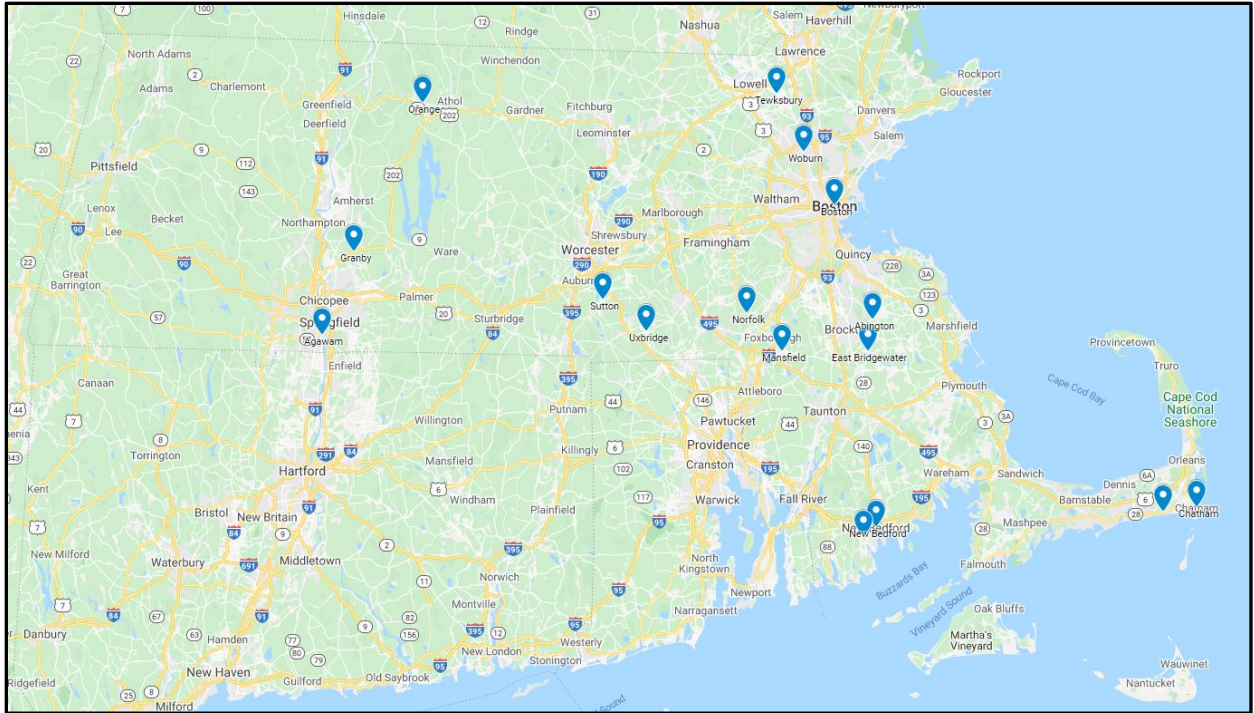 Hinsdale
Rindge
Nashua
Salem
Haverhill
North Adams
Winchendon
Lawrence
Adams
Charlemont
Greenfield
Athol
Orange
Gardner
Fitchburg
Lowell
Tewksbury
Rockport
Gloucester
Deerfield
Leominster
Danvers
Salem
Woburn
Pittsfield
Amherst
Waltham
Boston
Boston
Lenox
Lee
Becket
Northampton
Granby
Ware
Marlborough
Shrewsbury
Worcester
Framingham
Quincy
Great
Barrington
Chicopee
Palmer
Auburn
Sutton
Springfield
Agawam
Sturbridge
Uxbridge
Norfolk
Foxborough
Mansfield
Brockton
Abington
East Bridgewater
Marshfield
Enfield
Provincetown
Truro
Canaan
Attleboro
Plymouth
Cape Cod Bay
Cape Cod
National
Seashore
Putnam
Willington
Pawtucket
Taunton
Torrington
Killingly
Providence
Cranston
Hartford
Mansfield
Kent
Windham
Warwick
Fall River
Wareham
Sandwich
Orleans
Dennis
Barnstable
Chatham
Chatham
Bristol
New Britain
Plainfield
New Bedford
New Bedford
Mashpee
New Milford
Waterbury
Middletown
Norwich
North
Kingstown
Newport
Falmouth
Buzzards Bay
Vineyard Sound
Oak Bluffs
Montville
Narragansett
Martha's
Vineyard
Danbury
Hamden
New London
Westerly
Stonington
Wauwinet
Nantucket
Ridgefield
New Haven
Guilford
Old Saybrook
Milford